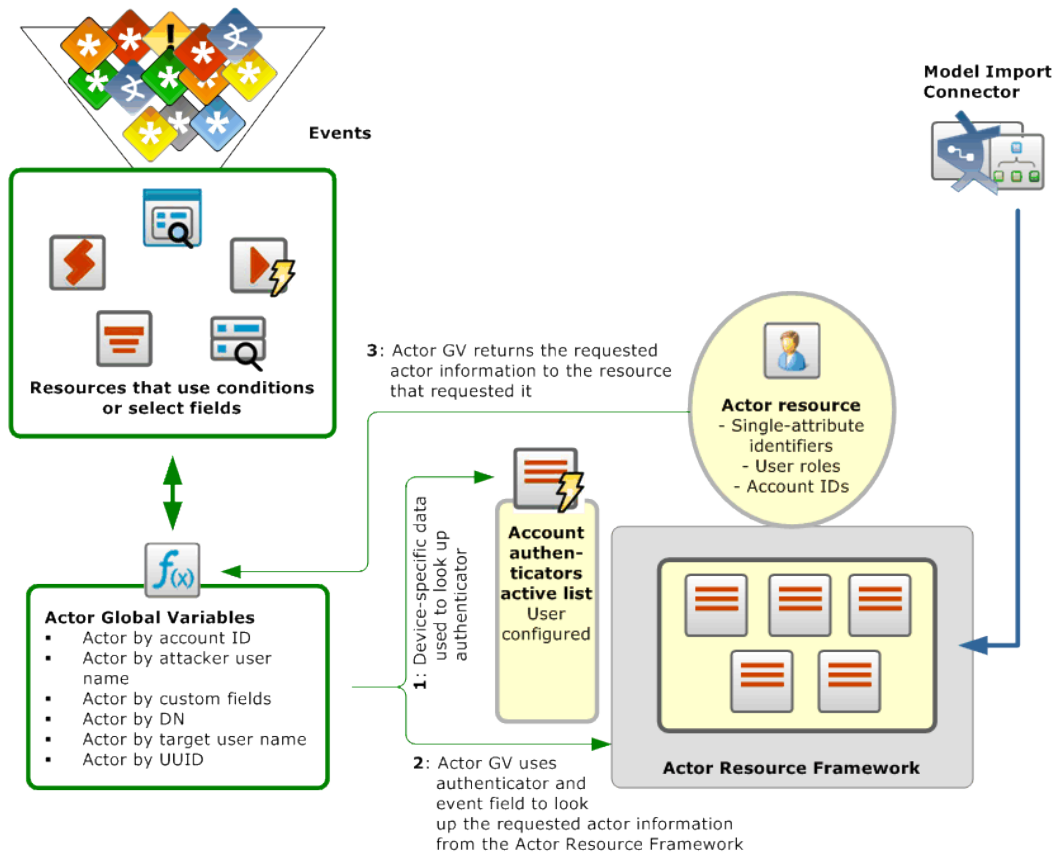 Events
Model Import
Connector
Resources that use conditions
or select fields
3: Actor GV returns the requested
actor information to the resource
that requested it
Actor resource
- Single-attribute
identifiers
- User roles
- Account IDs
Account
authen-
ticators
active list
User
configured
1: Device-specific data
used to look up
authenticator
f(x)
Actor Global Variables
▪ Actor by account ID
▪ Actor by attacker user
name
▪ Actor by custom fields
▪ Actor by DN
▪ Actor by target user name
▪ Actor by UUID
2: Actor GV uses
authenticator and
event field to look
up the requested actor information
from the Actor Resource Framework
Actor Resource Framework